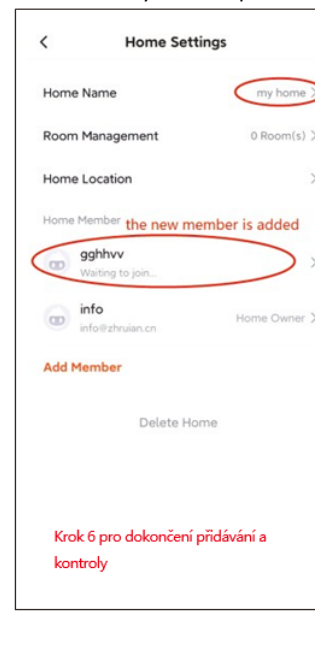 Home Settings
Home Name my home
Room Management 0 Room(s)
Home Location
Home Member the new member is added
gghhvv
Waiting to join...
info
info@zhruian.cn Home Owner
Add Member
Delete Home
Krok 6 pro dokončení přidávání a
kontroly